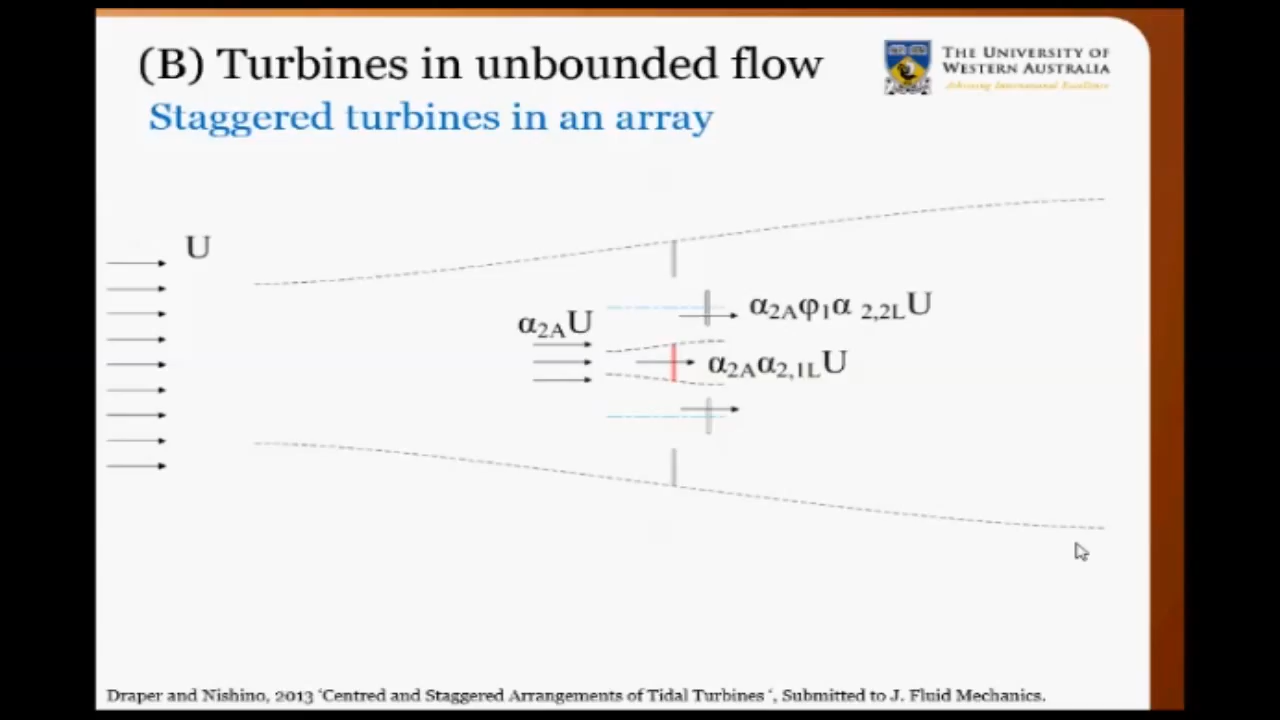 (B) Turbines in unbounded flow
THE UNIVERSITY OF
WESTERN AUSTRALIA
Achieving International Excellence
Staggered turbines in an array
U
α2AU
α2Aφ1α 2,2LU
α2Aα2,1LU
Draper and Nishino, 2013 ‘Centred and Staggered Arrangements of Tidal Turbines ‘, Submitted to J. Fluid Mechanics.